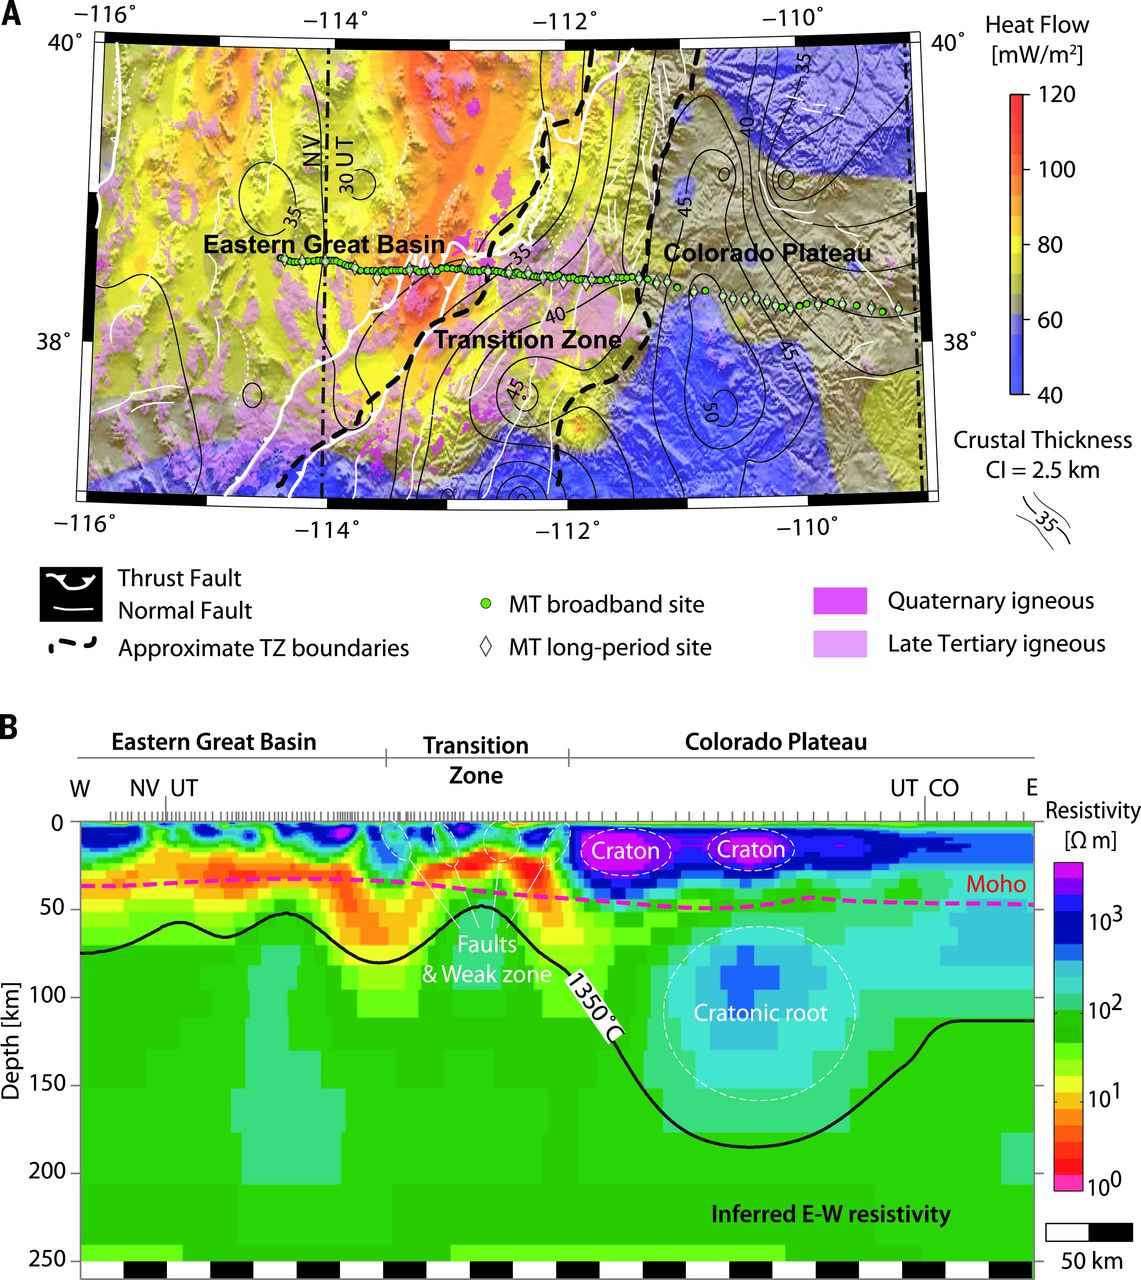 A
−116˚
−114˚
−112˚
−110˚
40˚
40˚
38˚
38˚
NV
UT
30
35
35
40
45
45
40
35
45
50
Eastern Great Basin
Colorado Plateau
Transition Zone
−116˚
−114˚
−112˚
−110˚
Heat Flow
[mW/m²]
120
100
80
60
40
Crustal Thickness
CI = 2.5 km
35
Thrust Fault
Normal Fault
Approximate TZ boundaries
MT broadband site
MT long-period site
Quaternary igneous
Late Tertiary igneous
B
Eastern Great Basin
Transition
Zone
Colorado Plateau
W
NV
UT
UT
CO
E
0
50
100
150
200
250
Depth [km]
Craton
Craton
Moho
Faults
& Weak zone
1350˚C
Cratonic root
Inferred E-W resistivity
Resistivity
[Ω m]
10³
10²
10¹
10⁰
50 km